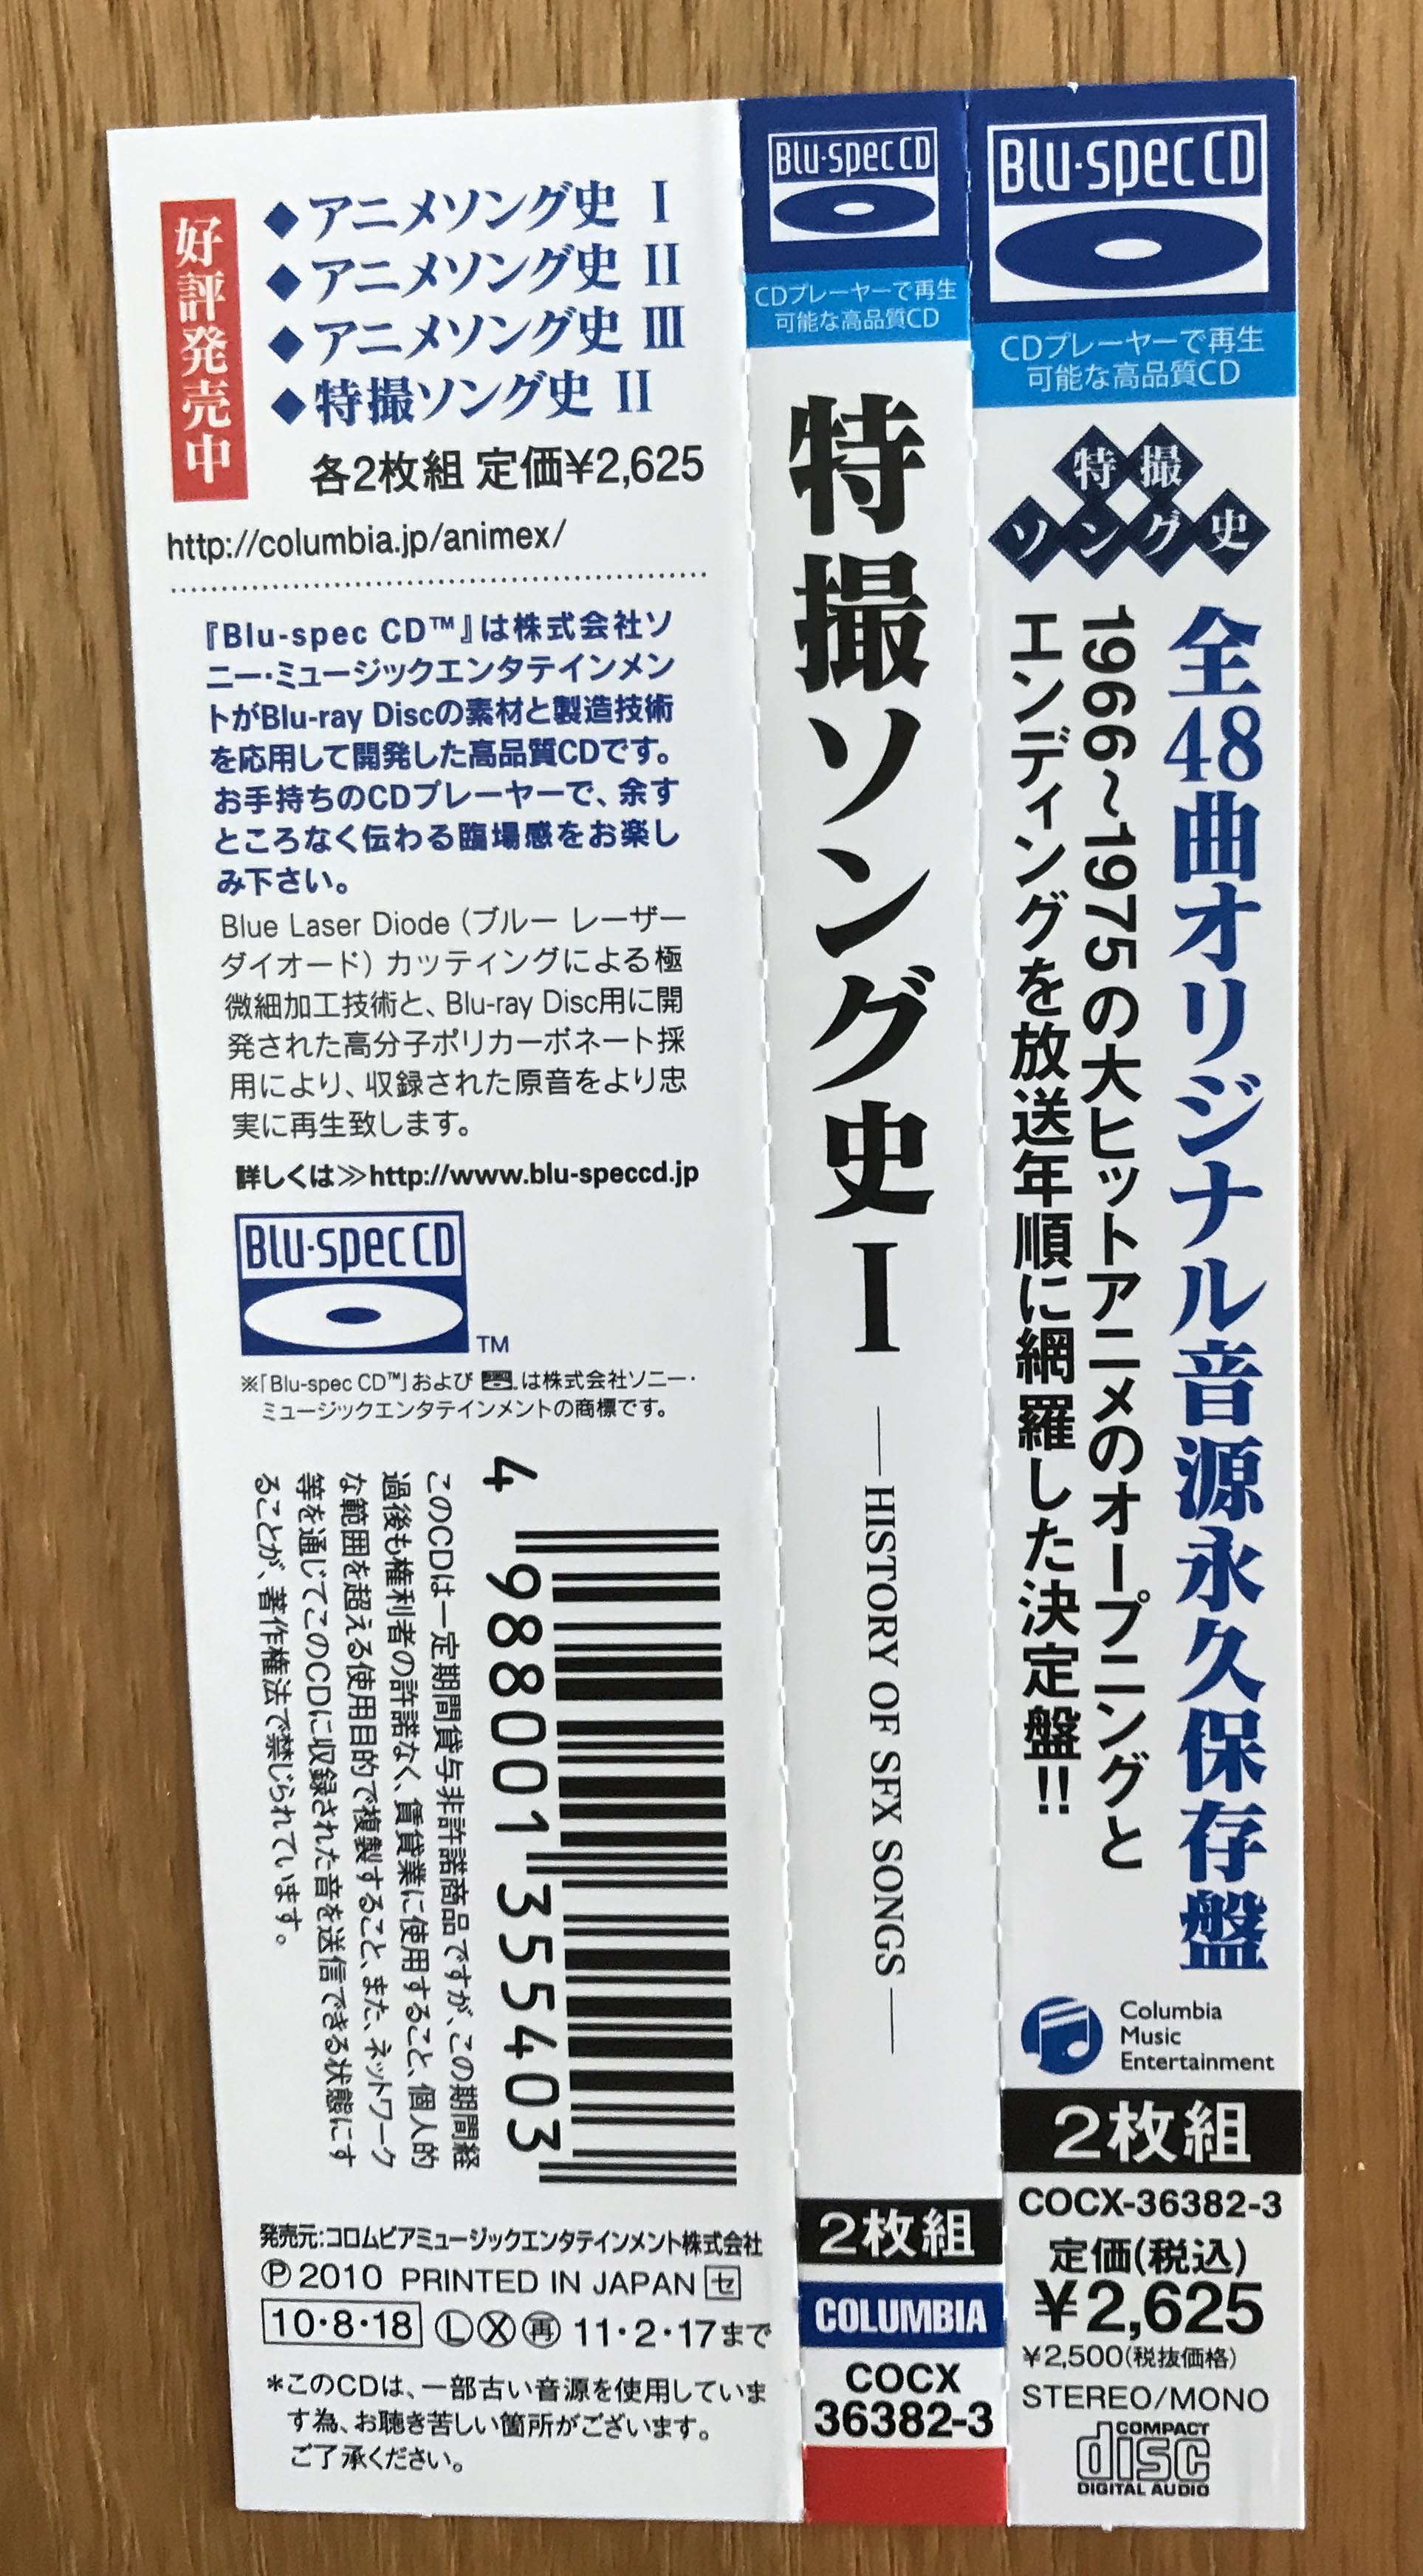 Blu-spec CD
CDプレーヤーで再生
可能な高品質CD
特撮
ソング史
全48曲オリジナル音源永久保存盤
1966~1975の大ヒットアニメのオープニングと
エンディングを放送年順に網羅した決定盤!!
Columbia
Music
Entertainment
2枚組
COCX-36382-3
定価(税込)
¥2,625
¥2,500(税抜価格)
STEREO/MONO
COMPACT
disc
DIGITAL AUDIO
Blu-spec CD
CDプレーヤーで再生
可能な高品質CD
特撮ソング史 I
—HISTORY OF SFX SONGS—
2枚組
COLUMBIA
COCX
36382-3
好評発売中
◆アニメソング史 I
◆アニメソング史 II
◆アニメソング史 III
◆特撮ソング史 II
各2枚組 定価¥2,625
http://columbia.jp/animex/
『Blu-spec CD™』は株式会社ソ
ニー・ミュージックエンタテインメン
トがBlu-ray Discの素材と製造技術
を応用して開発した高品質CDです。
お手持ちのCDプレーヤーで、余す
ところなく伝わる臨場感をお楽し
み下さい。
Blue Laser Diode（ブルー レーザー
ダイオード）カッティングによる極
微細加工技術と、Blu-ray Disc用に開
発された高分子ポリカーボネート採
用により、収録された原音をより忠
実に再生致します。
詳しくは≫http://www.blu-speccd.jp
Blu-spec CD
TM
※「Blu-spec CD™」および は株式会社ソニー・
ミュージックエンタテインメントの商標です。
4 988001 355403
このCDは一定期間貸与非許諾商品ですが、この期間経
過後も権利者の許諾なく、賃貸業に使用すること、個人的
な範囲を超える使用目的で複製すること、また、ネットワーク
等を通じてこのCDに収録された音を送信できる状態にす
ることが、著作権法で禁じられています。
発売元:コロムビアミュージックエンタテインメント株式会社
Ⓟ2010 PRINTED IN JAPAN セ
10・8・18 Ⓛ Ⓧ 再 11・2・17まで
*このCDは、一部古い音源を使用していま
す為、お聴き苦しい箇所がございます。
ご了承ください。